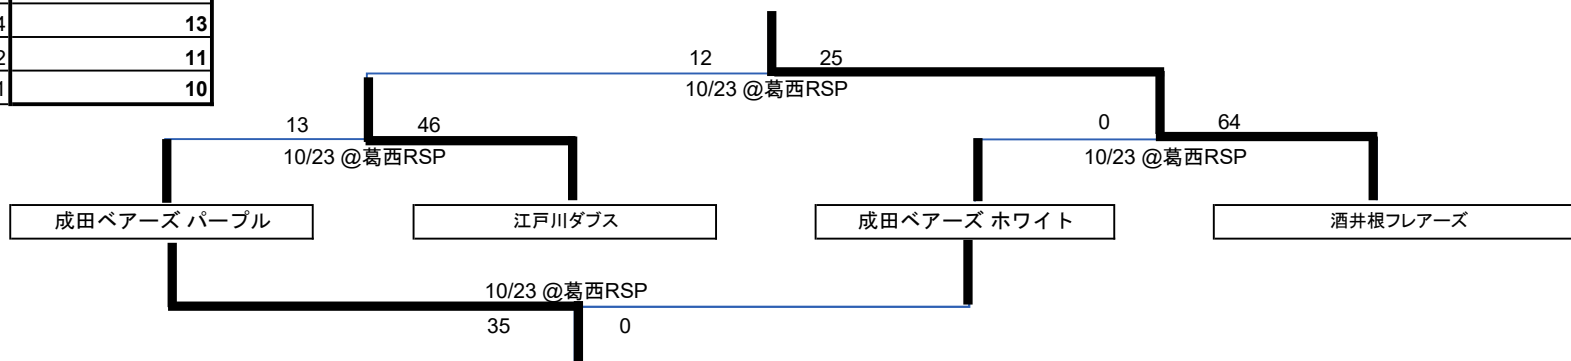 4 13
2 11
1 10
12 25
10/23 @葛西RSP
13 46
10/23 @葛西RSP
0 64
10/23 @葛西RSP
成田ベアーズ パープル
江戸川ダブス
成田ベアーズ ホワイト
酒井根フレアーズ
10/23 @葛西RSP
35 0